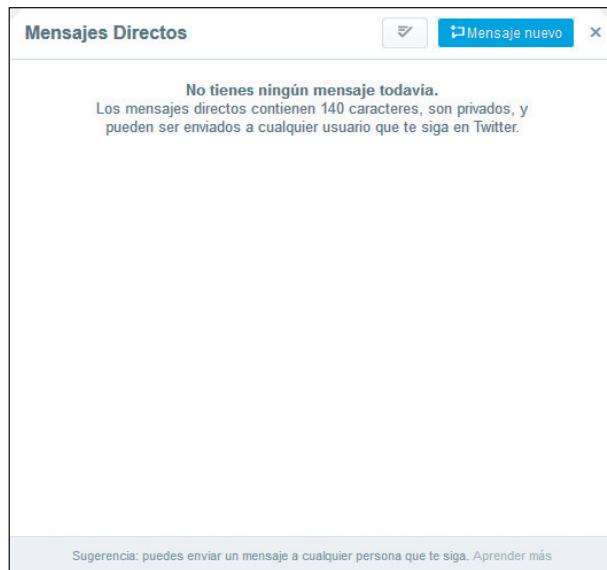 Mensajes Directos
Mensaje nuevo
No tienes ningún mensaje todavía.
Los mensajes directos contienen 140 caracteres, son privados, y
pueden ser enviados a cualquier usuario que te siga en Twitter.
Sugerencia: puedes enviar un mensaje a cualquier persona que te siga. Aprender más